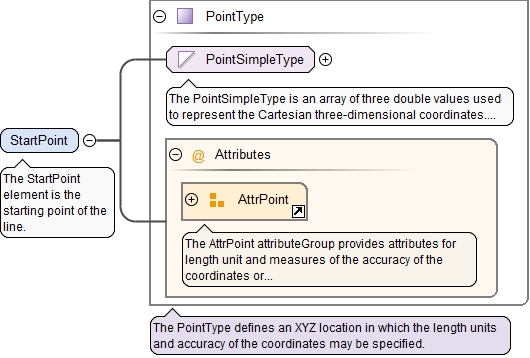 PointType
PointSimpleType
The PointSimpleType is an array of three double values used
to represent the Cartesian three-dimensional coordinates....
StartPoint
The StartPoint
element is the
starting point of the
line.
@ Attributes
AttrPoint
The AttrPoint attributeGroup provides attributes for
length unit and measures of the accuracy of the
coordinates or...
The PointType defines an XYZ location in which the length units
and accuracy of the coordinates may be specified.